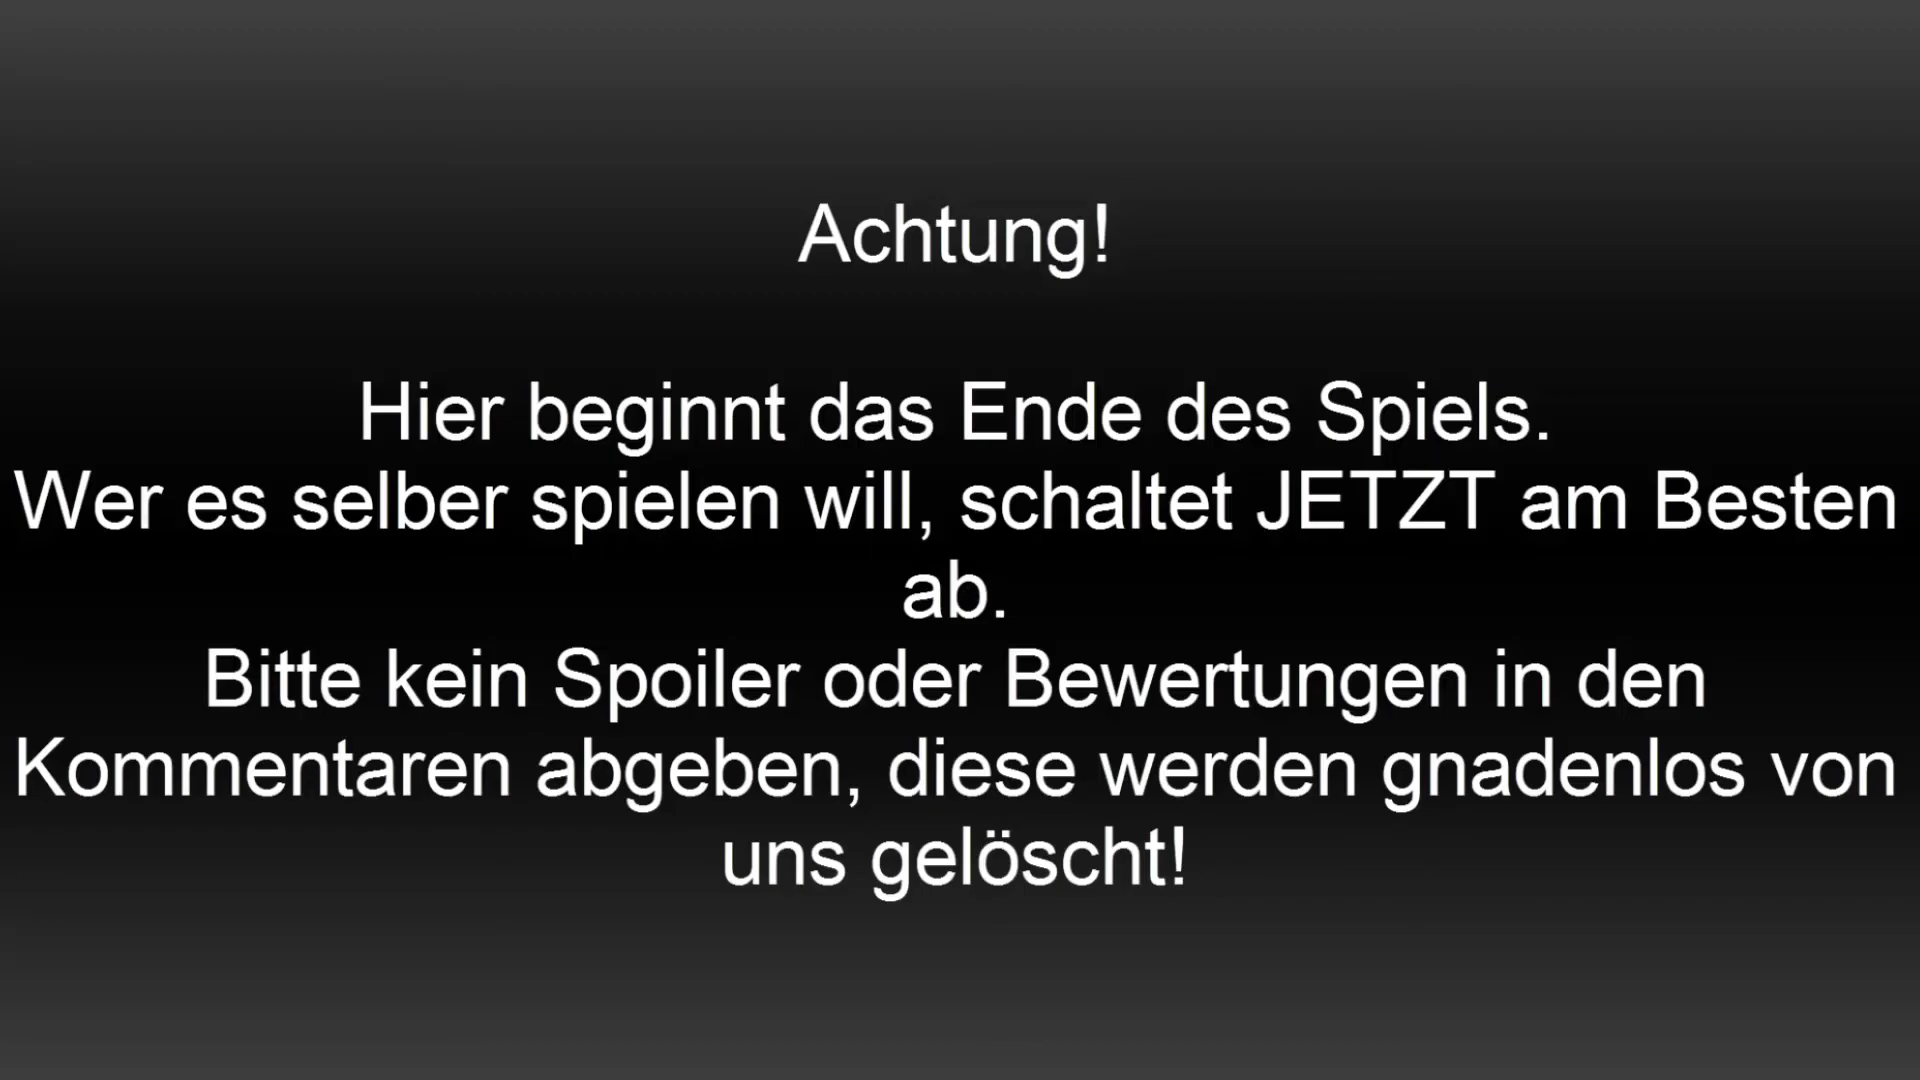 Achtung!
Hier beginnt das Ende des Spiels.
Wer es selber spielen will, schaltet JETZT am Besten
ab.
Bitte kein Spoiler oder Bewertungen in den
Kommentaren abgeben, diese werden gnadenlos von
uns gelöscht!